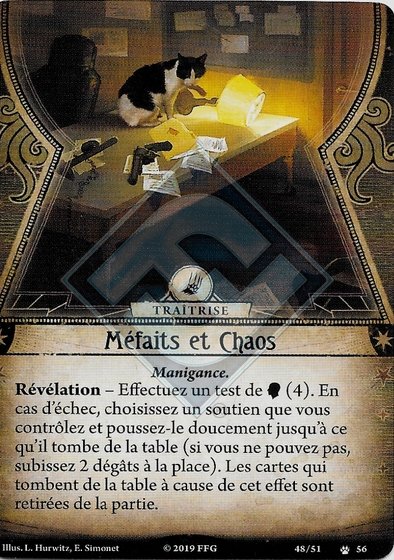 TRAÎTRISE
Méfaits et Chaos
Manigance.
Révélation – Effectuez un test de (4). En
cas d'échec, choisissez un soutien que vous
contrôlez et poussez-le doucement jusqu'à ce
qu'il tombe de la table (si vous ne pouvez pas,
subissez 2 dégâts à la place). Les cartes qui
tombent de la table à cause de cet effet sont
retirées de la partie.
Illus. L. Hurwitz, E. Simonet © 2019 FFG 48/51 56